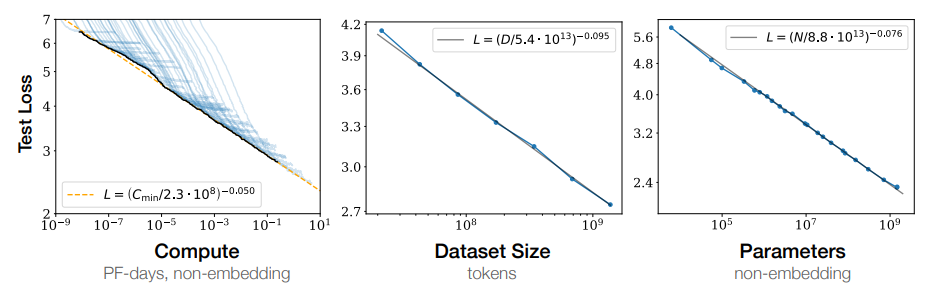 7
6
5
4
3
2
Test Loss
L = (C_min/2.3 · 10^8)^−0.050
10^−9 10^−7 10^−5 10^−3 10^−1 10^1
Compute
PF-days, non-embedding
4.2
3.9
3.6
3.3
3.0
2.7
L = (D/5.4 · 10^13)^−0.095
10^8 10^9
Dataset Size
tokens
5.6
4.8
4.0
3.2
2.4
L = (N/8.8 · 10^13)^−0.076
10^5 10^7 10^9
Parameters
non-embedding